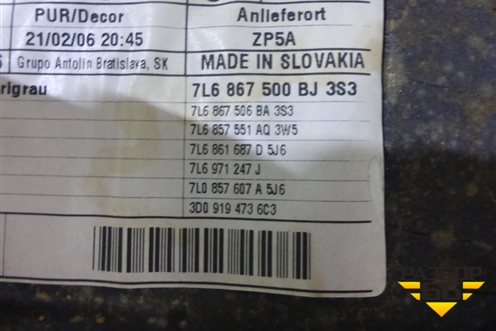 PUR/Decor Anlieferort
21/02/06 20:45 ZP5A
Grupo Antolin Bratislava, SK MADE IN SLOVAKIA
rigrau 7L6 867 500 BJ 3S3
7L6 867 506 BA 3S3
7L6 857 551 AQ 3W5
7L6 861 687 D 5J6
7L6 971 247 J
7L0 857 607 A 5J6
3D0 919 473 6C3
РАЗБОР